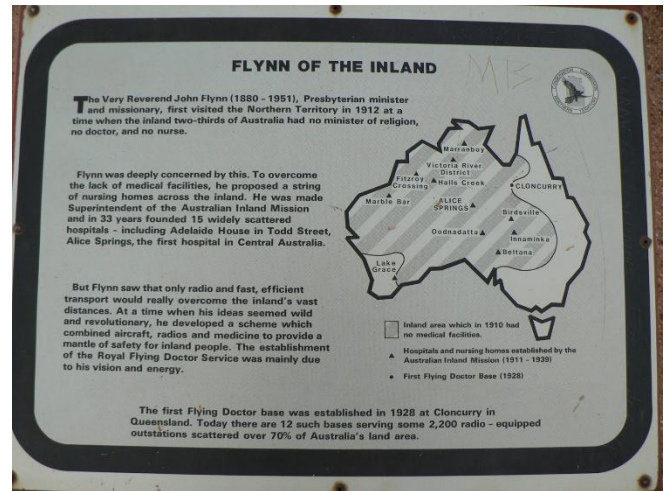 FLYNN OF THE INLAND
MB
The Very Reverend John Flynn (1880 - 1951), Presbyterian minister
and missionary, first visited the Northern Territory in 1912 at a
time when the inland two-thirds of Australia had no minister of religion,
no doctor, and no nurse.
Flynn was deeply concerned by this. To overcome
the lack of medical facilities, he proposed a string
of nursing homes across the inland. He was made
Superintendent of the Australian Inland Mission
and in 33 years founded 15 widely scattered
hospitals - including Adelaide House in Todd Street,
Alice Springs, the first hospital in Central Australia.
But Flynn saw that only radio and fast, efficient
transport would really overcome the inland's vast
distances. At a time when his ideas seemed wild
and revolutionary, he developed a scheme which
combined aircraft, radios and medicine to provide a
mantle of safety for inland people. The establishment
of the Royal Flying Doctor Service was mainly due
to his vision and energy.
Marranboy
Victoria River
District
Fitzroy
Crossing
Halls Creek
CLONCURRY
Marble Bar
ALICE
SPRINGS
Birdsville
Oodnadatta
Innaminka
Beltana
Lake
Grace
Inland area which in 1910 had
no medical facilities.
Hospitals and nursing homes established by the
Australian Inland Mission (1911 - 1939)
First Flying Doctor Base (1928)
The first Flying Doctor base was established in 1928 at Cloncurry in
Queensland. Today there are 12 such bases serving some 2,200 radio - equipped
outstations scattered over 70% of Australia's land area.